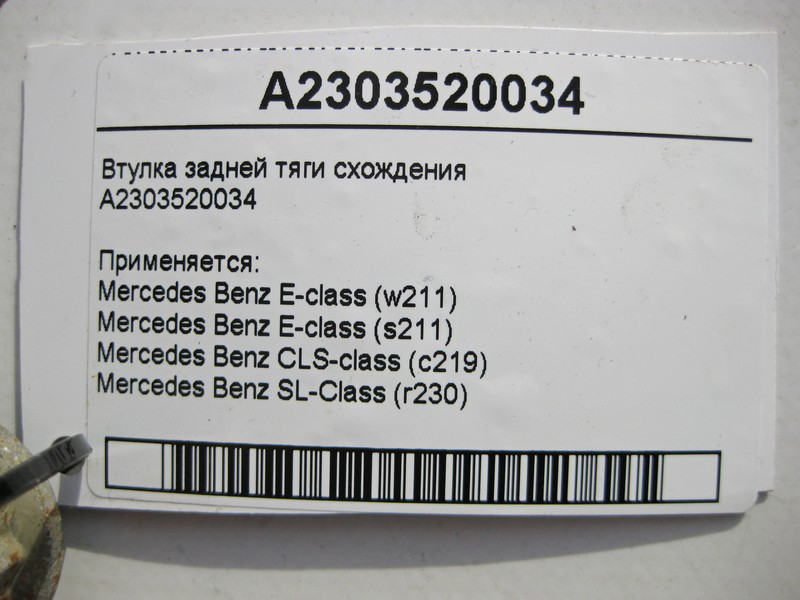 A2303520034
Втулка задней тяги схождения
A2303520034
Применяется:
Mercedes Benz E-class (w211)
Mercedes Benz E-class (s211)
Mercedes Benz CLS-class (c219)
Mercedes Benz SL-Class (r230)